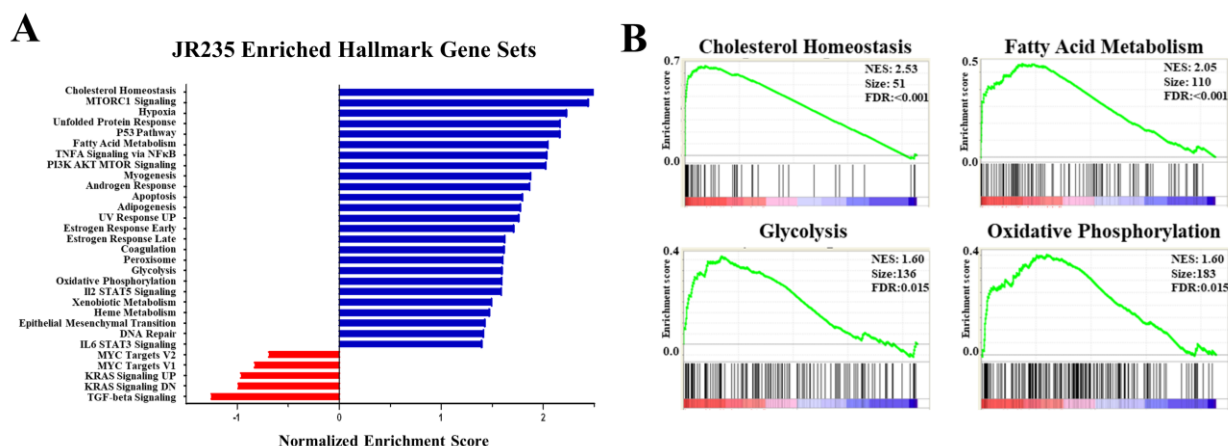 A
JR235 Enriched Hallmark Gene Sets
Cholesterol Homeostasis
MTORC1 Signaling
Hypoxia
Unfolded Protein Response
P53 Pathway
Fatty Acid Metabolism
TNFA Signaling via NFκB
PI3K AKT MTOR Signaling
Myogenesis
Androgen Response
Apoptosis
Adipogenesis
UV Response UP
Estrogen Response Early
Estrogen Response Late
Coagulation
Peroxisome
Glycolysis
Oxidative Phosphorylation
Il2 STAT5 Signaling
Xenobiotic Metabolism
Heme Metabolism
Epithelial Mesenchymal Transition
DNA Repair
IL6 STAT3 Signaling
MYC Targets V2
MYC Targets V1
KRAS Signaling UP
KRAS Signaling DN
TGF-beta Signaling
-1 0 1 2
Normalized Enrichment Score
B
Cholesterol Homeostasis
0.7
NES: 2.53
Size: 51
FDR:<0.001
Enrichment score
0.0
Fatty Acid Metabolism
0.5
NES: 2.05
Size: 110
FDR:<0.001
Enrichment score
0.0
Glycolysis
0.4
NES: 1.60
Size:136
FDR:0.015
Enrichment score
0.0
Oxidative Phosphorylation
0.4
NES: 1.60
Size:183
FDR:0.015
Enrichment score
0.0